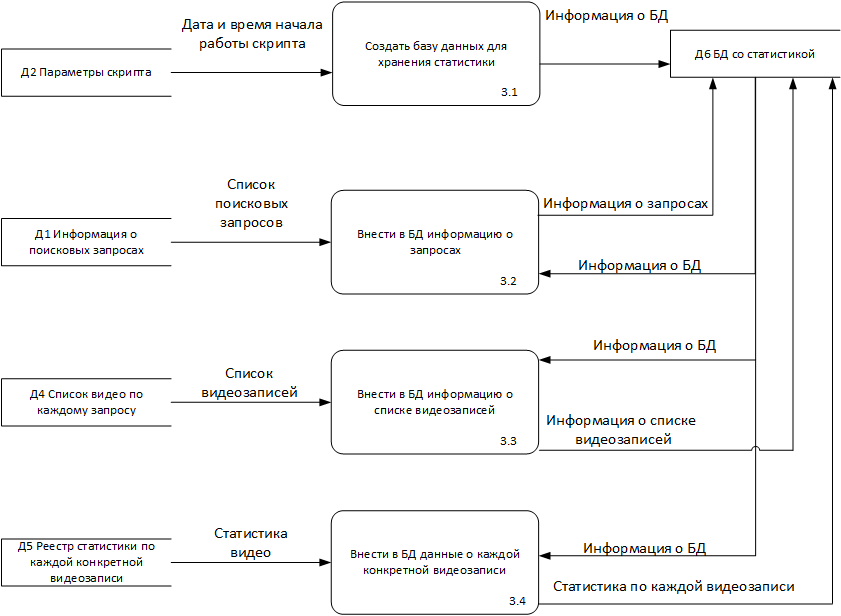 Дата и время начала
работы скрипта
Информация о БД
Д2 Параметры скрипта
Создать базу данных для
хранения статистики
3.1
Д6 БД со статистикой
Список
поисковых
запросов
Информация о запросах
Д1 Информация о
поисковых запросах
Внести в БД информацию о
запросах
3.2
Информация о БД
Информация о БД
Список
видеозаписей
Д4 Список видео по
каждому запросу
Внести в БД информацию о
списке видеозаписей
3.3
Информация о списке
видеозаписей
Статистика
видео
Д5 Реестр статистики по
каждой конкретной
видеозаписи
Внести в БД данные о каждой
конкретной видеозаписи
3.4
Информация о БД
Статистика по каждой видеозаписи